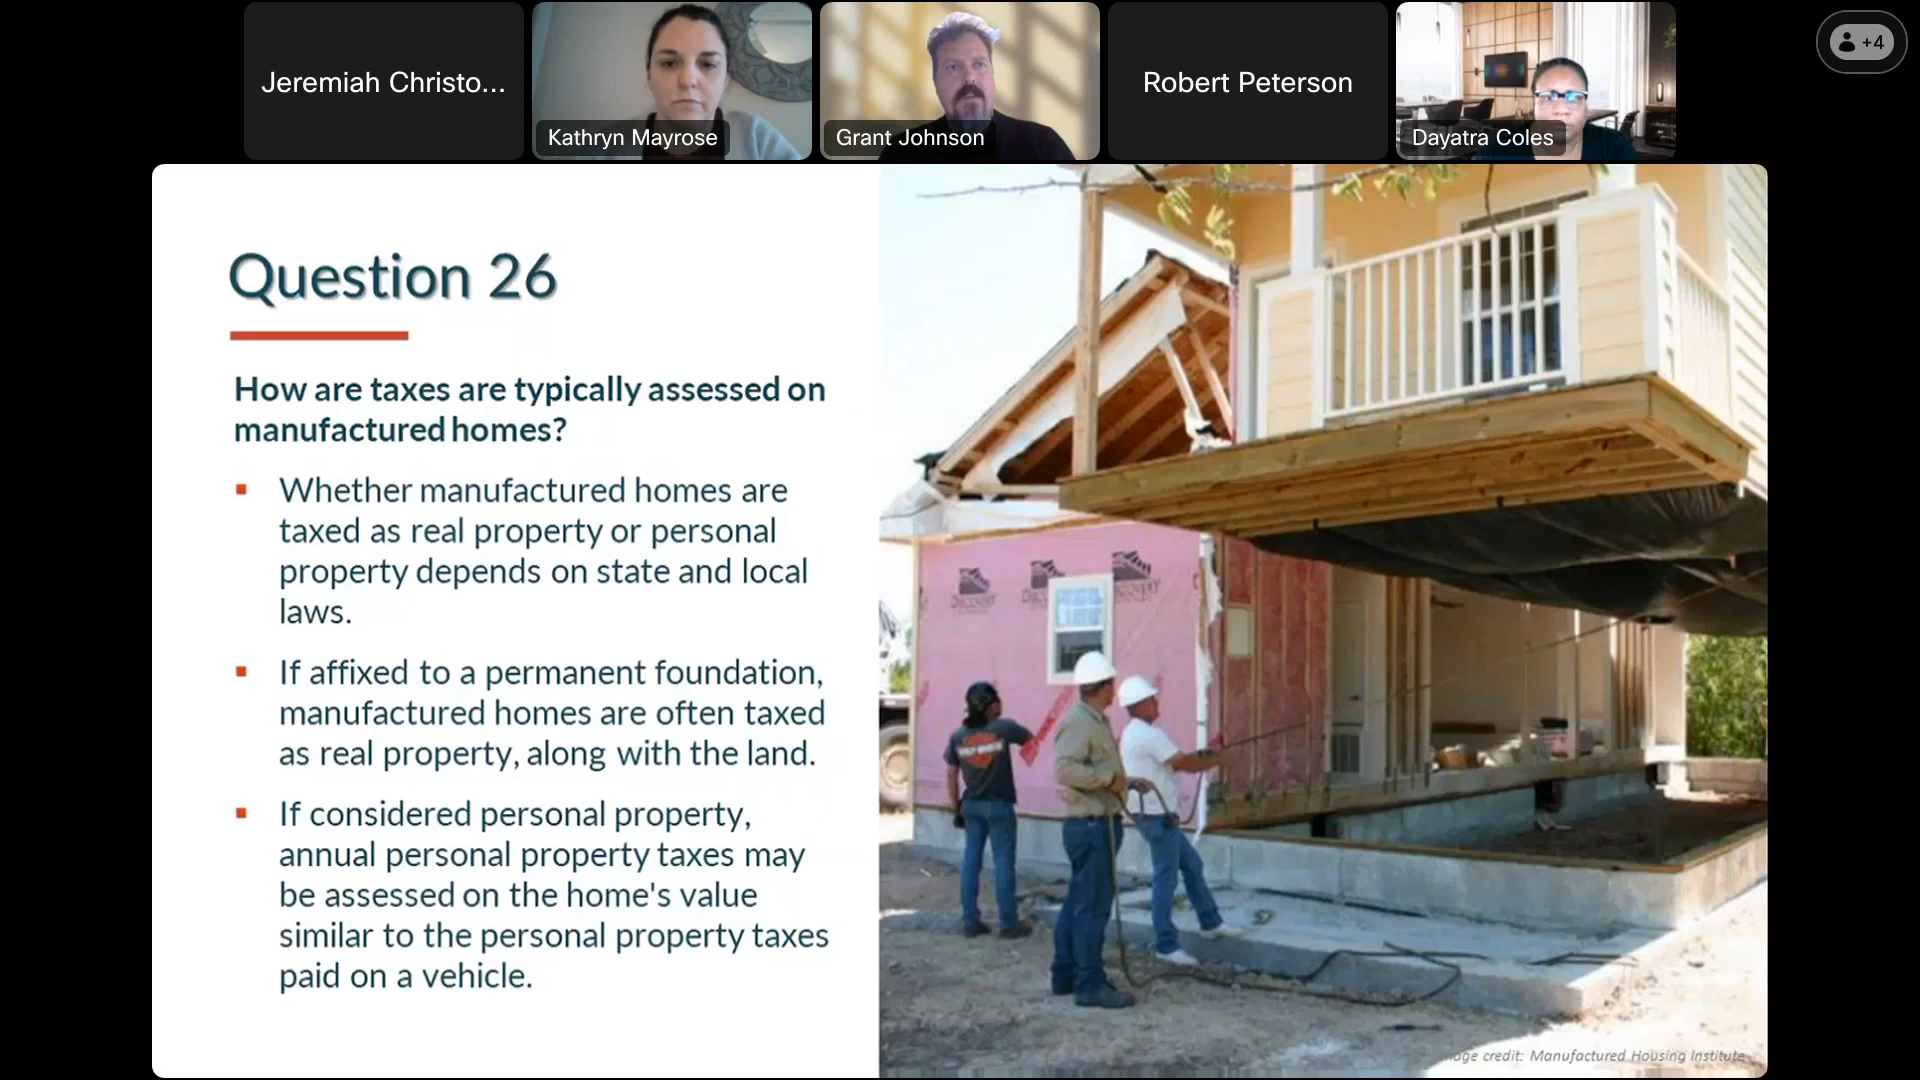 Jeremiah Christo...
Kathryn Mayrose
Grant Johnson
Robert Peterson
Dayatra Coles
+4
Question 26
How are taxes are typically assessed on
manufactured homes?
Whether manufactured homes are
taxed as real property or personal
property depends on state and local
laws.
If affixed to a permanent foundation,
manufactured homes are often taxed
as real property, along with the land.
If considered personal property,
annual personal property taxes may
be assessed on the home's value
similar to the personal property taxes
paid on a vehicle.
credit: Manufactured Housing Institute